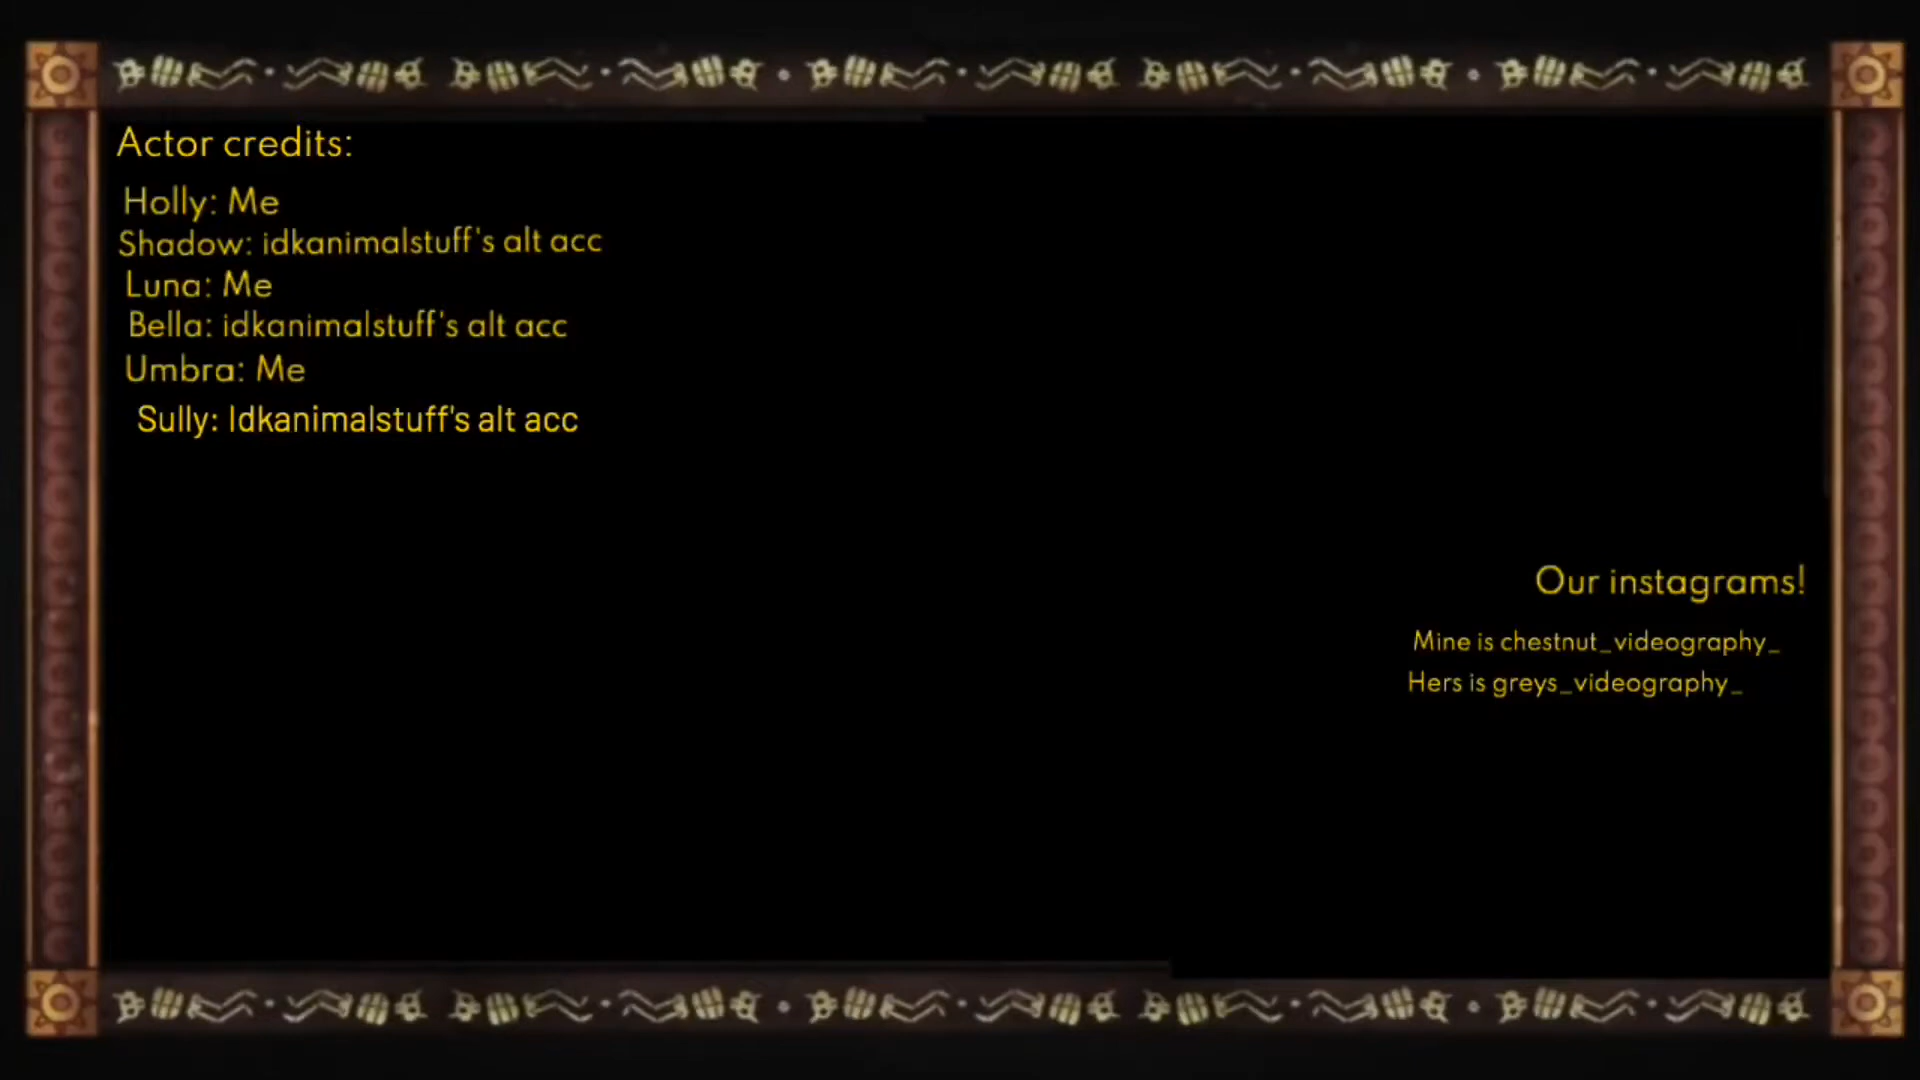 Actor credits:
Holly: Me
Shadow: idkanimalstuff's alt acc
Luna: Me
Bella: idkanimalstuff's alt acc
Umbra: Me
Sully: Idkanimalstuff's alt acc
Our instagrams!
Mine is chestnut_videography_
Hers is greys_videography_